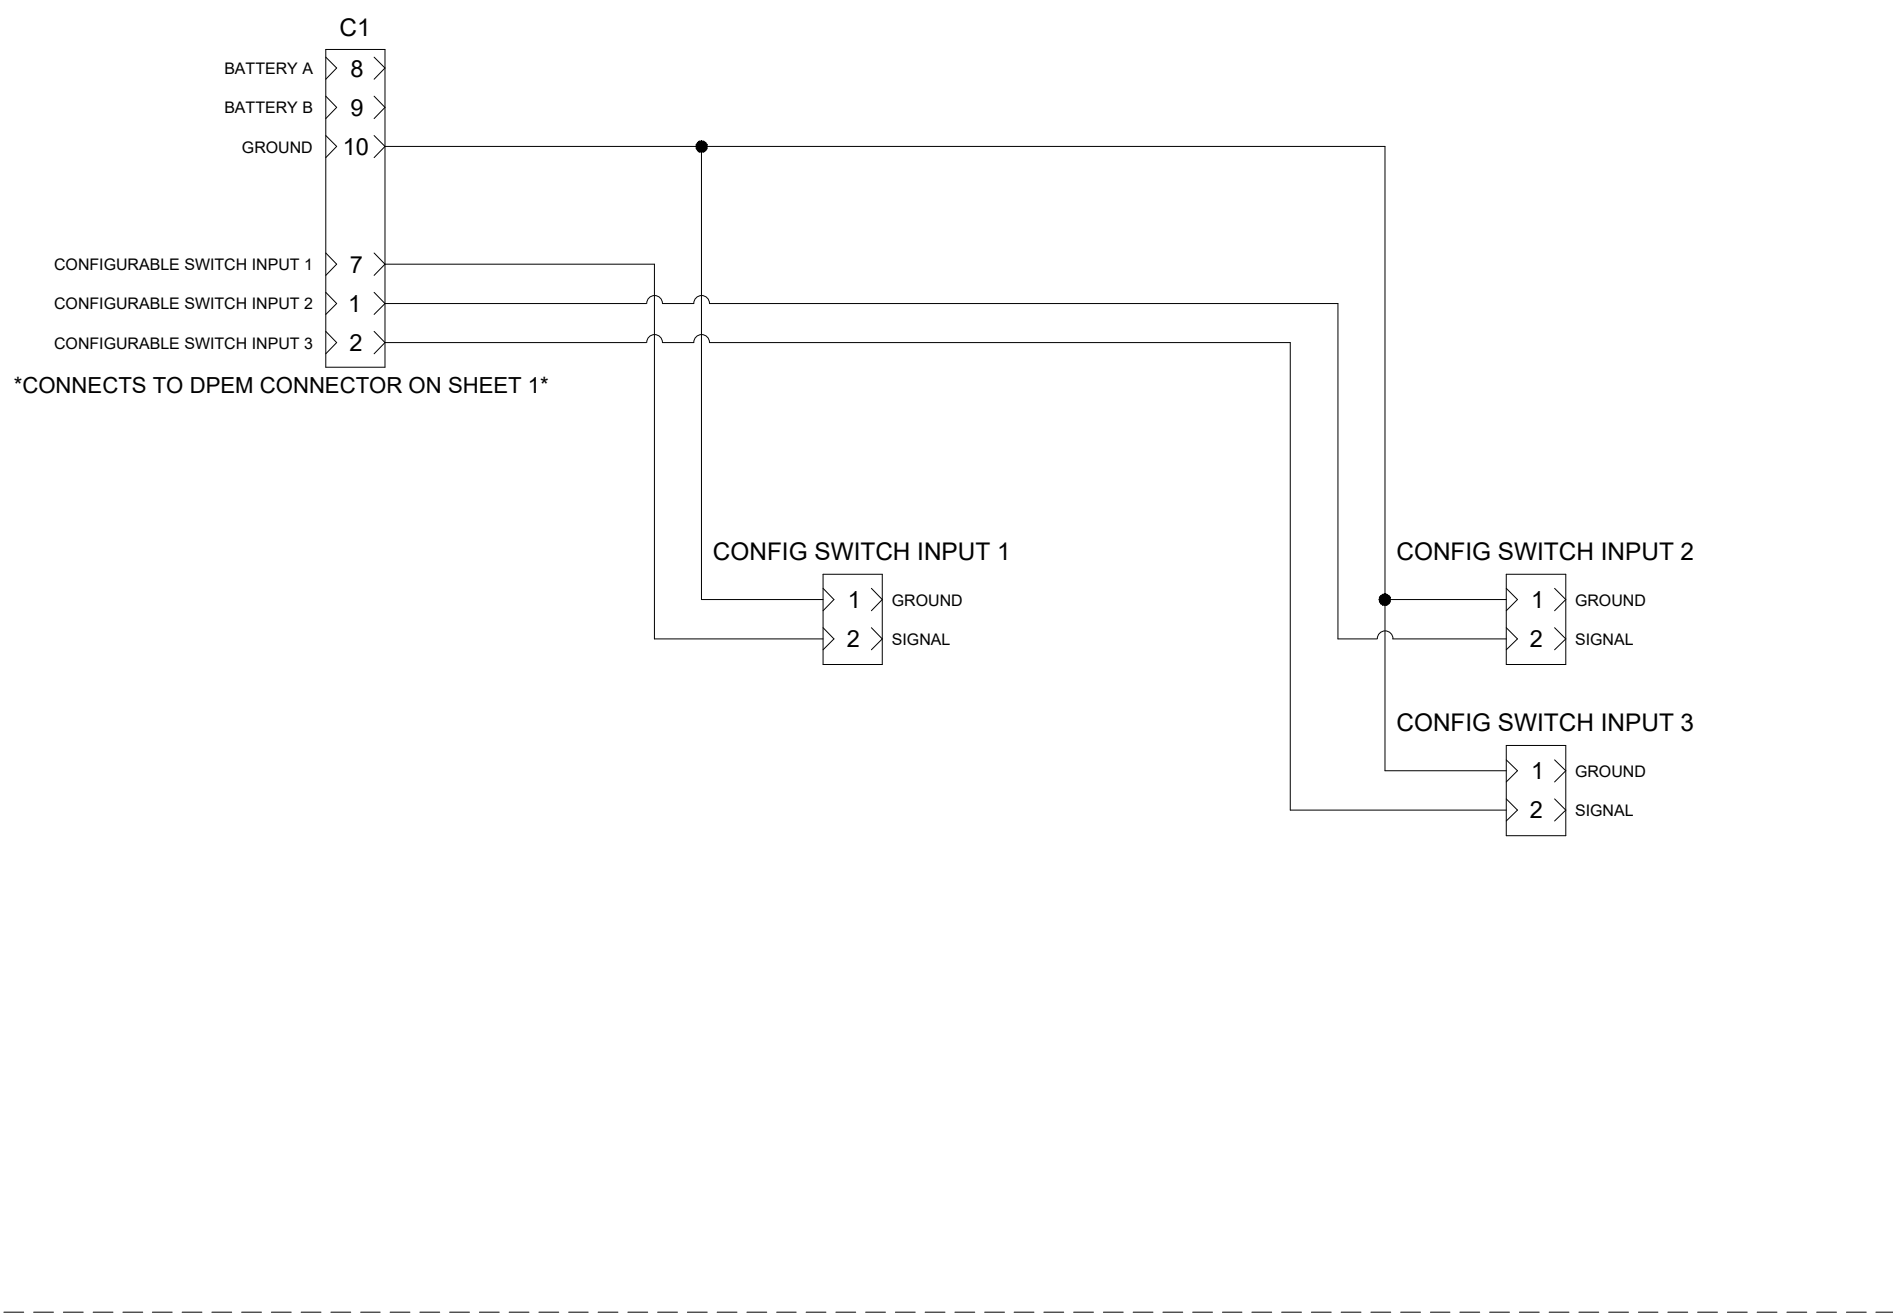 C1
BATTERY A 8
BATTERY B 9
GROUND 10
CONFIGURABLE SWITCH INPUT 1 7
CONFIGURABLE SWITCH INPUT 2 1
CONFIGURABLE SWITCH INPUT 3 2
*CONNECTS TO DPEM CONNECTOR ON SHEET 1*
CONFIG SWITCH INPUT 1
1 GROUND
2 SIGNAL
CONFIG SWITCH INPUT 2
1 GROUND
2 SIGNAL
CONFIG SWITCH INPUT 3
1 GROUND
2 SIGNAL